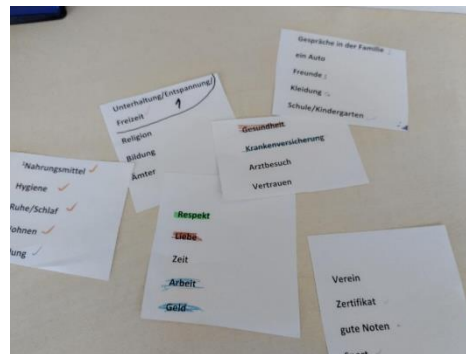 Gespräche in der Familie
ein Auto
Freunde
Kleidung
Schule/Kindergarten
Unterhaltung/Entspannung/
Freizeit
Religion
Bildung
Ämter
Gesundheit
Krankenversicherung
Arztbesuch
Vertrauen
Nahrungsmittel
Hygiene
Ruhe/Schlaf
ohnen
ung
Respekt
Liebe
Zeit
Arbeit
Geld
Verein
Zertifikat
gute Noten